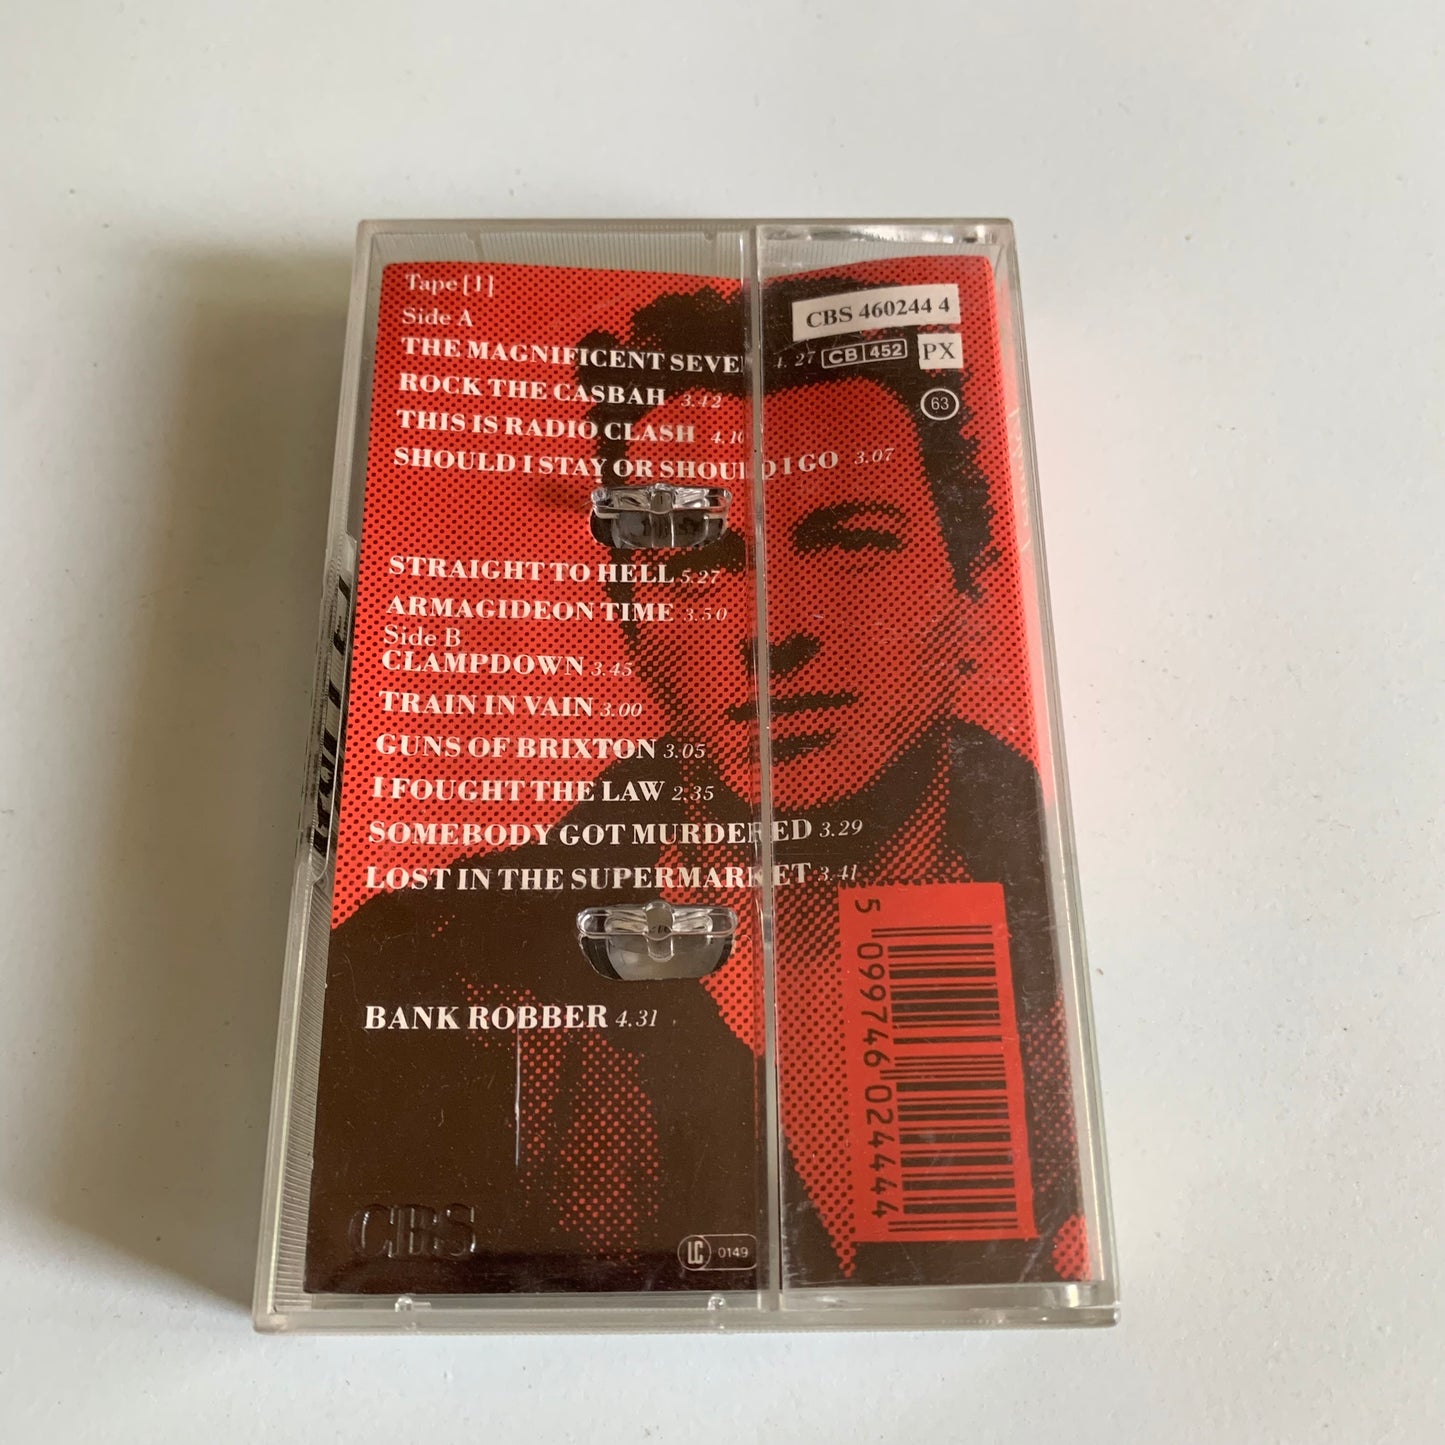 Tape [1]
Side A
CBS 460244 4
THE MAGNIFICENT SEVE 4.27 CB 452 PX
ROCK THE CASBAH 3.42
63
THIS IS RADIO CLASH 4.10
SHOULD I STAY OR SHOULD I GO 3.07
STRAIGHT TO HELL 5.27
ARMAGIDEON TIME 3.50
Side B
CLAMPDOWN 3.45
TRAIN IN VAIN 3.00
GUNS OF BRIXTON 3.05
I FOUGHT THE LAW 2.35
SOMEBODY GOT MURDERED 3.29
LOST IN THE SUPERMARKET 3.41
BANK ROBBER 4.31
5 099746 024444
CBS
LC 0149